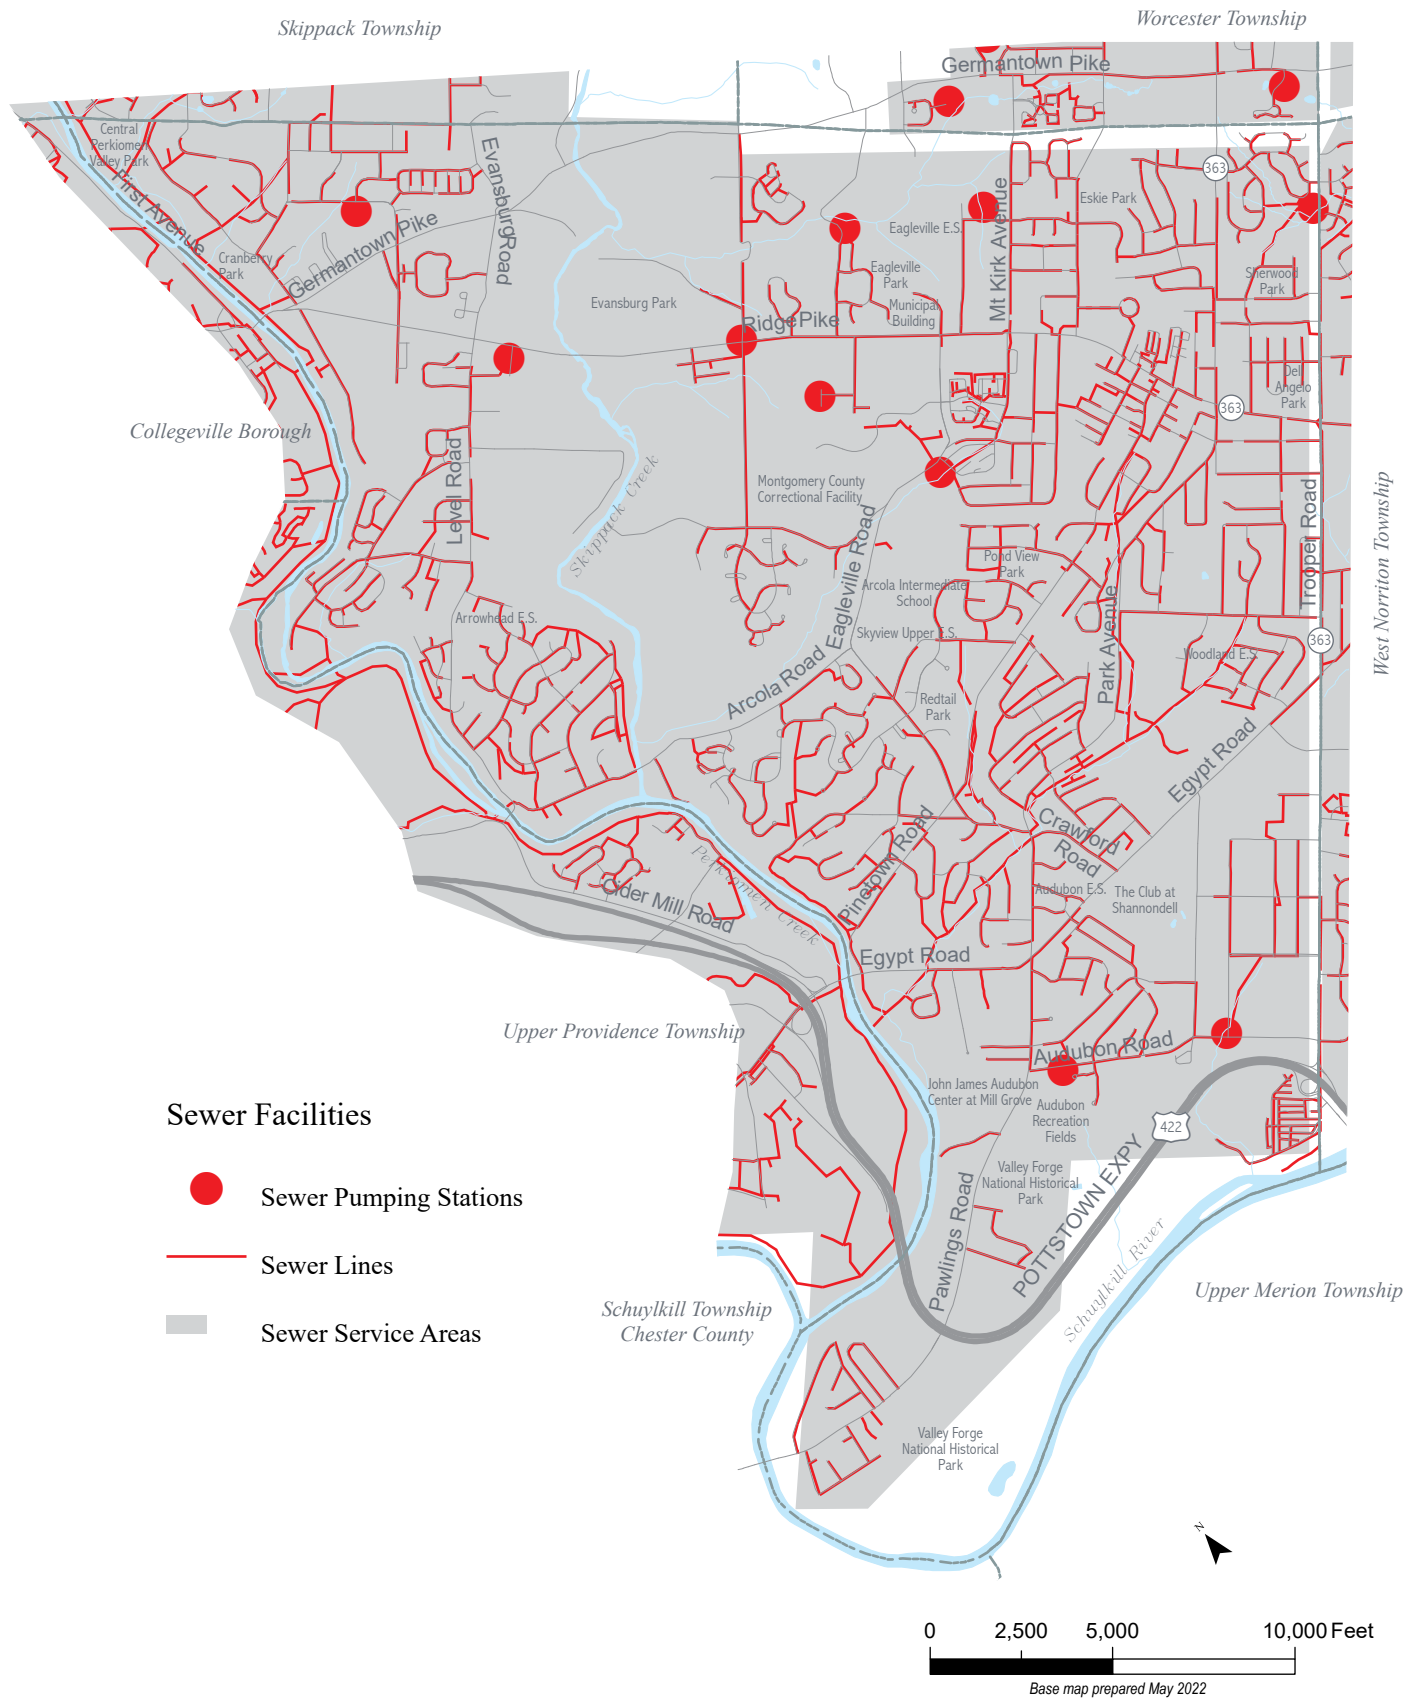 Skippack Township
Worcester Township
Germantown Pike
Central
Perkiomen
Valley Park
First Avenue
Evansburg Road
363
Eskie Park
Mt Kirk Avenue
Germantown Pike
Cranberry
Park
Eagleville E.S.
Eagleville
Park
Sherwood
Park
Evansburg Park
Municipal
Building
Ridge Pike
Dell
Angelo
Park
363
Collegeville Borough
Level Road
Skippack Creek
Montgomery County
Correctional Facility
Eagleville Road
Trooper Road
West Norriton Township
Pond View
Park
Arcola Intermediate
School
Park Avenue
Arrowhead E.S.
Skyview Upper E.S.
363
Woodland E.S.
Arcola Road
Redtail
Park
Egypt Road
Crawford
Road
Pinetown Road
Perkiomen Creek
Cider Mill Road
Audubon E.S.
The Club at
Shannondell
Egypt Road
Upper Providence Township
Audubon Road
John James Audubon
Center at Mill Grove
Audubon
Recreation
Fields
422
Sewer Facilities
Sewer Pumping Stations
Sewer Lines
Sewer Service Areas
Valley Forge
National Historical
Park
POTTSTOWN EXPY
Pawlings Road
Schuylkill River
Upper Merion Township
Schuylkill Township
Chester County
Valley Forge
National Historical
Park
N
0 2,500 5,000 10,000 Feet
Base map prepared May 2022